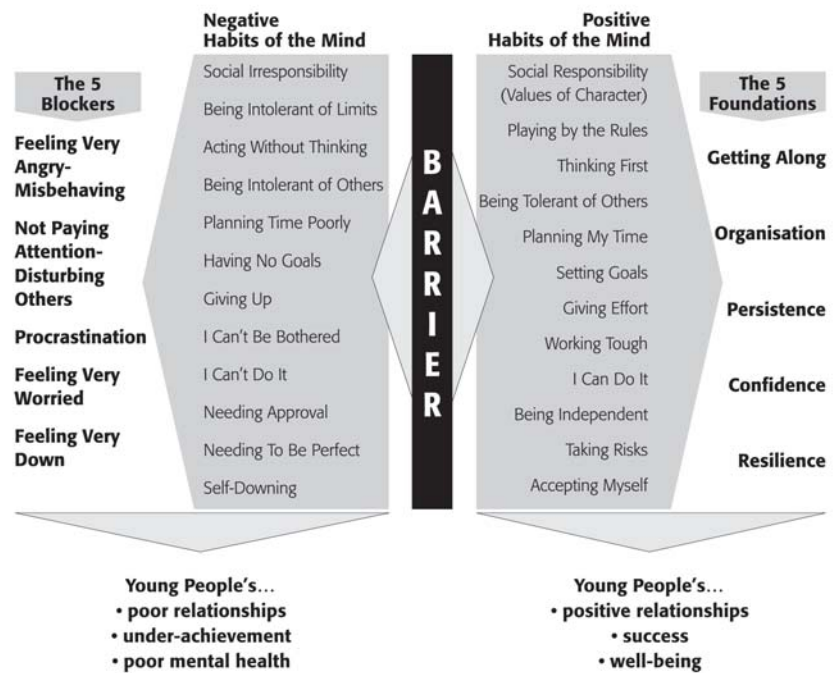 Negative
Habits of the Mind
Positive
Habits of the Mind
The 5
Blockers
Feeling Very
Angry-
Misbehaving
Not Paying
Attention-
Disturbing
Others
Procrastination
Feeling Very
Worried
Feeling Very
Down
Social Irresponsibility
Being Intolerant of Limits
Acting Without Thinking
Being Intolerant of Others
Planning Time Poorly
Having No Goals
Giving Up
I Can't Be Bothered
I Can't Do It
Needing Approval
Needing To Be Perfect
Self-Downing
BARRIER
Social Responsibility
(Values of Character)
Playing by the Rules
Thinking First
Being Tolerant of Others
Planning My Time
Setting Goals
Giving Effort
Working Tough
I Can Do It
Being Independent
Taking Risks
Accepting Myself
The 5
Foundations
Getting Along
Organisation
Persistence
Confidence
Resilience
Young People's...
• poor relationships
• under-achievement
• poor mental health
Young People's...
• positive relationships
• success
• well-being